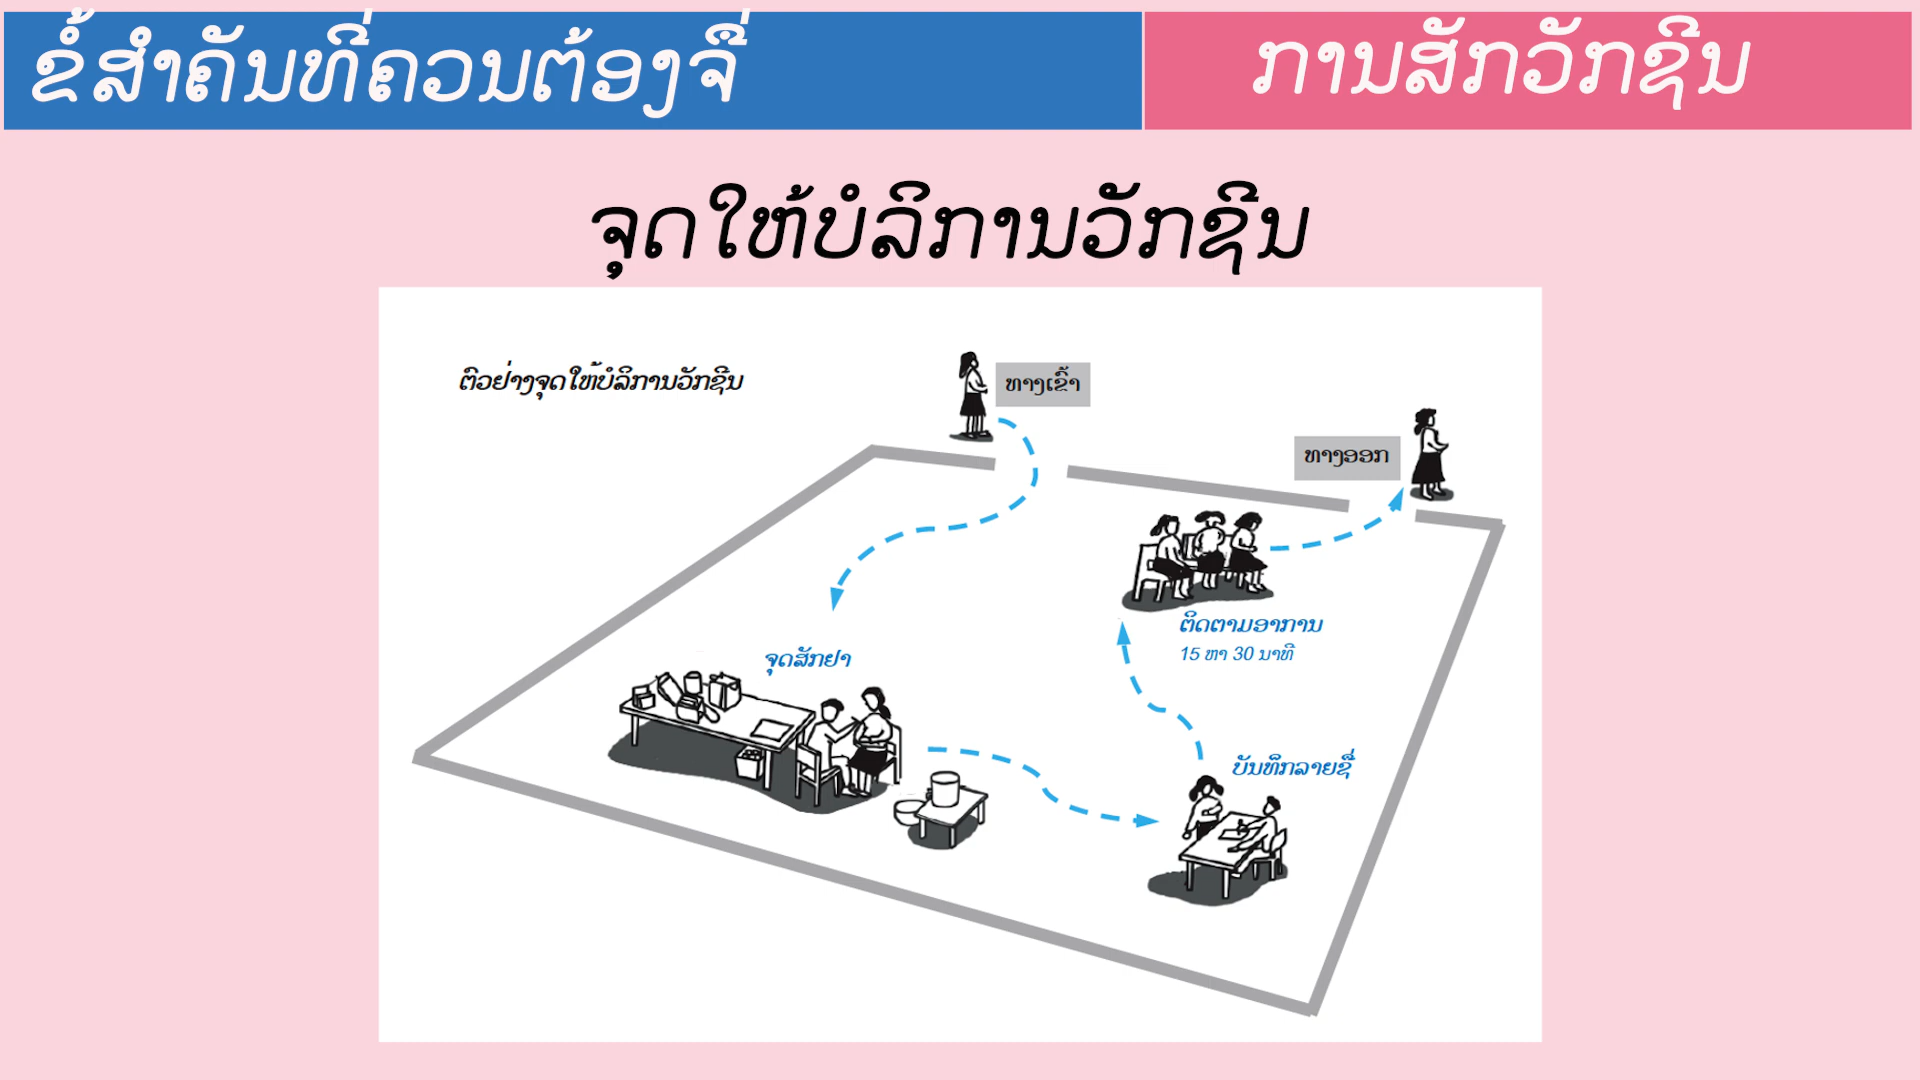 ຂໍ້ສຳຄັນທີ່ຄວນຕ້ອງຈື່
ການສັກວັກຊີນ
ຈຸດໃຫ້ບໍລິການວັກຊີນ
ຕົວຢ່າງຈຸດໃຫ້ບໍລິການວັກຊີນ
ທາງເຂົ້າ
ທາງອອກ
ຕິດຕາມອາການ
15 ຫາ 30 ນາທີ
ຈຸດສັກຢາ
ບັນທຶກລາຍຊື່